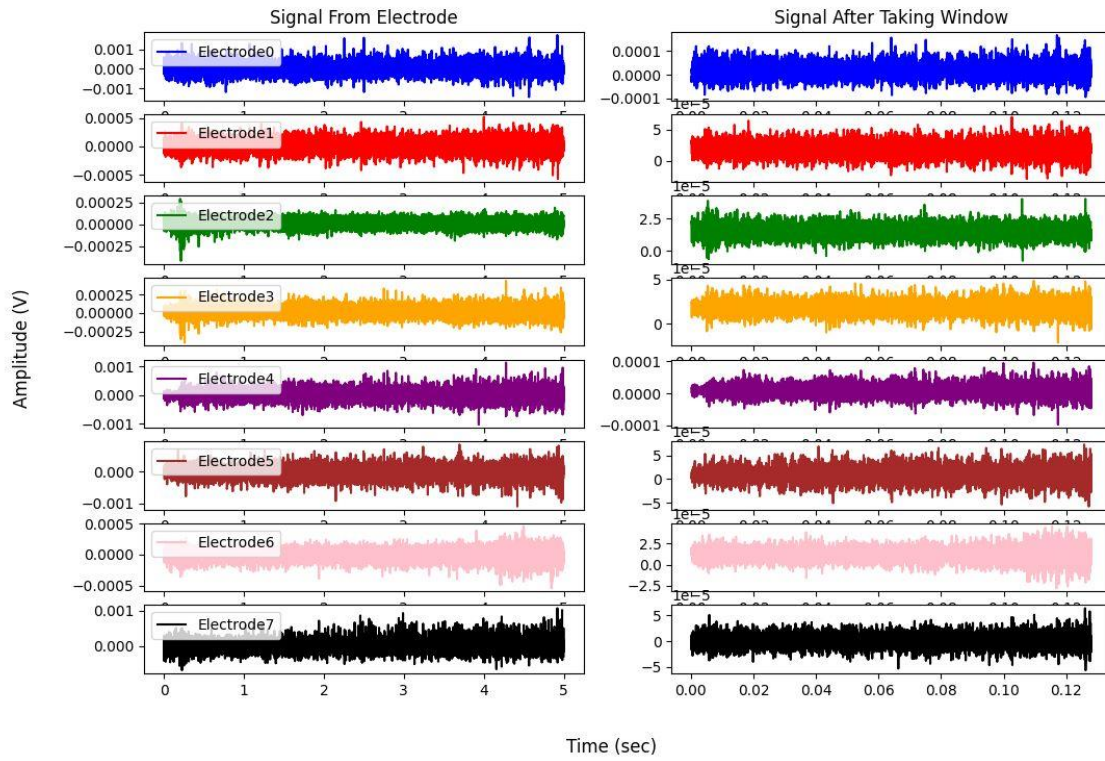 Signal From Electrode
Signal After Taking Window
Amplitude (V)
0.001
0.000
−0.001
Electrode0
0.0001
0.0000
−0.0001
0.0005
0.0000
−0.0005
Electrode1
1e−5
5
0
0.00025
0.00000
−0.00025
Electrode2
1e−5
2.5
0.0
0.00025
0.00000
−0.00025
Electrode3
1e−5
5
0
0.001
0.000
−0.001
Electrode4
0.0001
0.0000
−0.0001
0.000
−0.001
Electrode5
1e−5
5
0
−5
0.0005
0.0000
−0.0005
Electrode6
1e−5
2.5
0.0
−2.5
0.001
0.000
Electrode7
1e−5
5
0
−5
0 1 2 3 4 5
0.00 0.02 0.04 0.06 0.08 0.10 0.12
Time (sec)